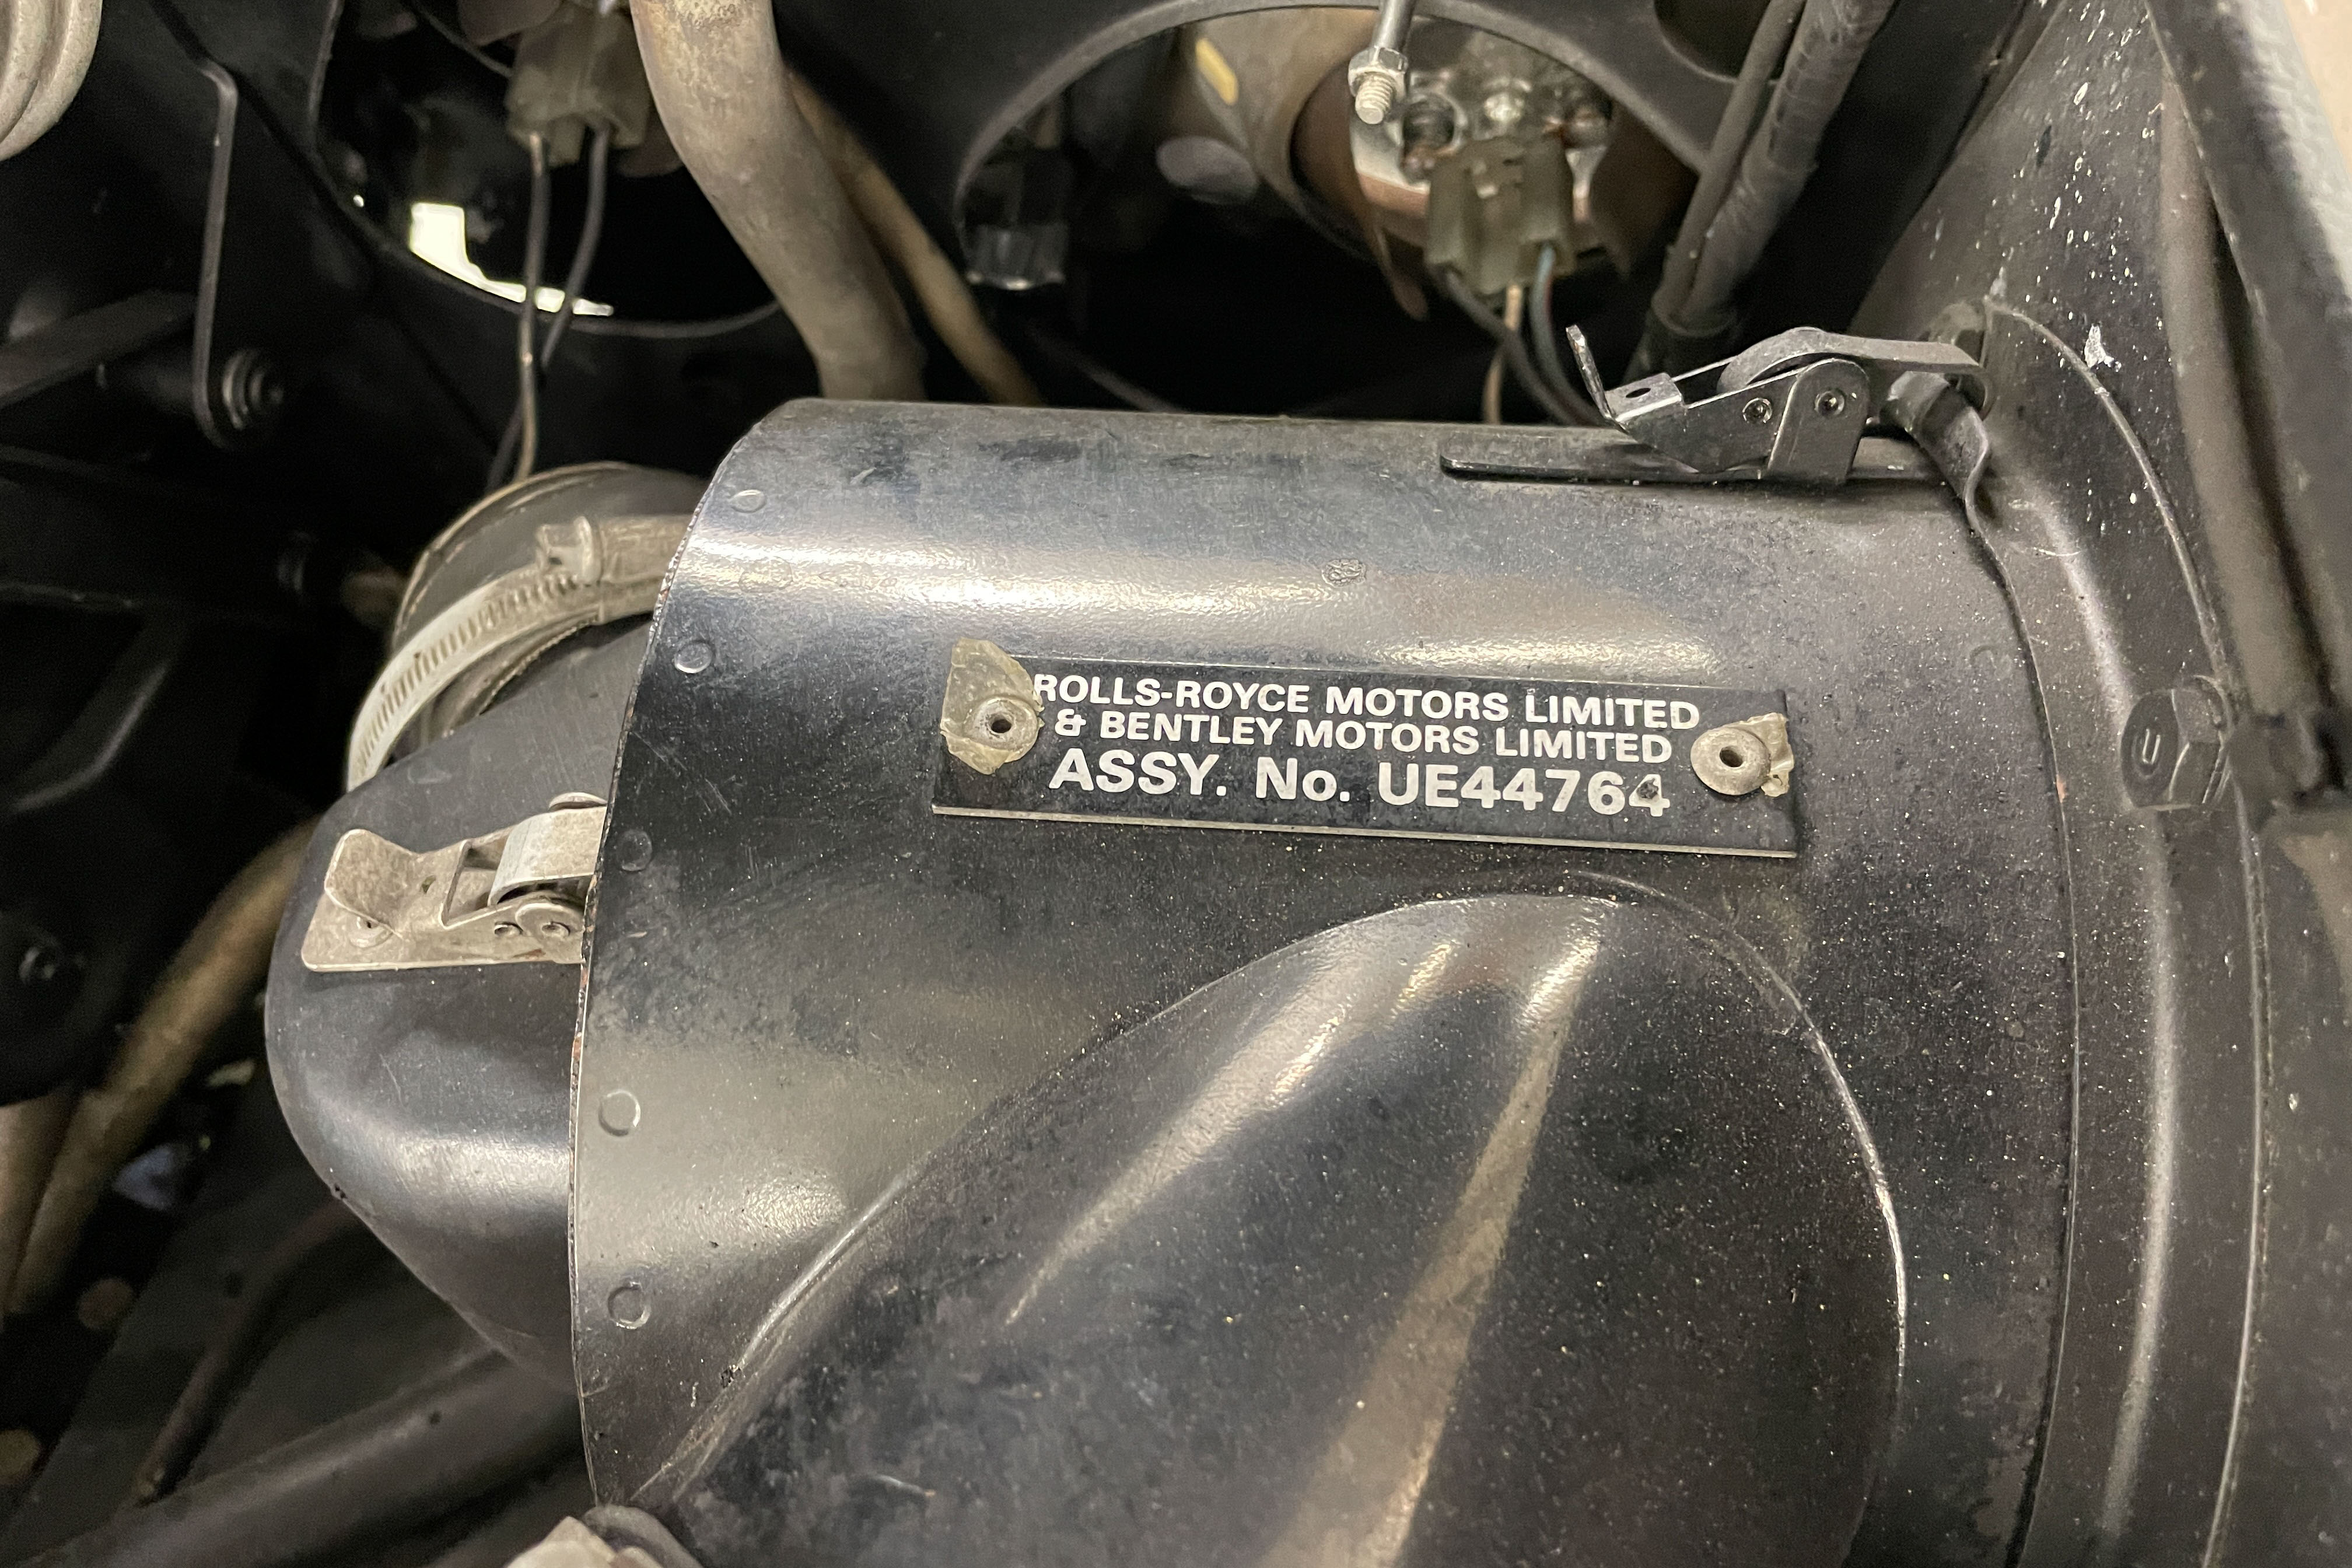 ROLLS-ROYCE MOTORS LIMITED
& BENTLEY MOTORS LIMITED
ASSY. No. UE44764